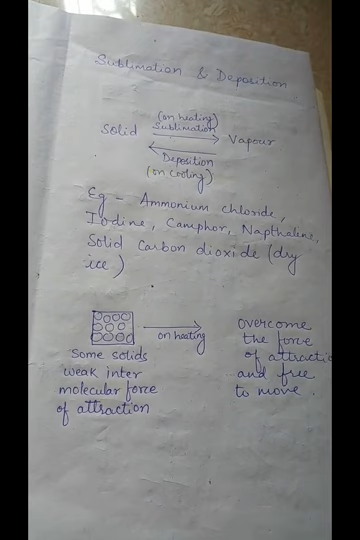 Sublimation & Deposition
(on heating)
Solid Sublimation Vapour
Deposition
(on cooling)
Eg - Ammonium chloride,
Iodine, Camphor, Napthalene,
Solid Carbon dioxide (dry
ice)
on heating
Some solids
weak inter
molecular force
of attraction
overcome
the force
of attractio
and free
to move.